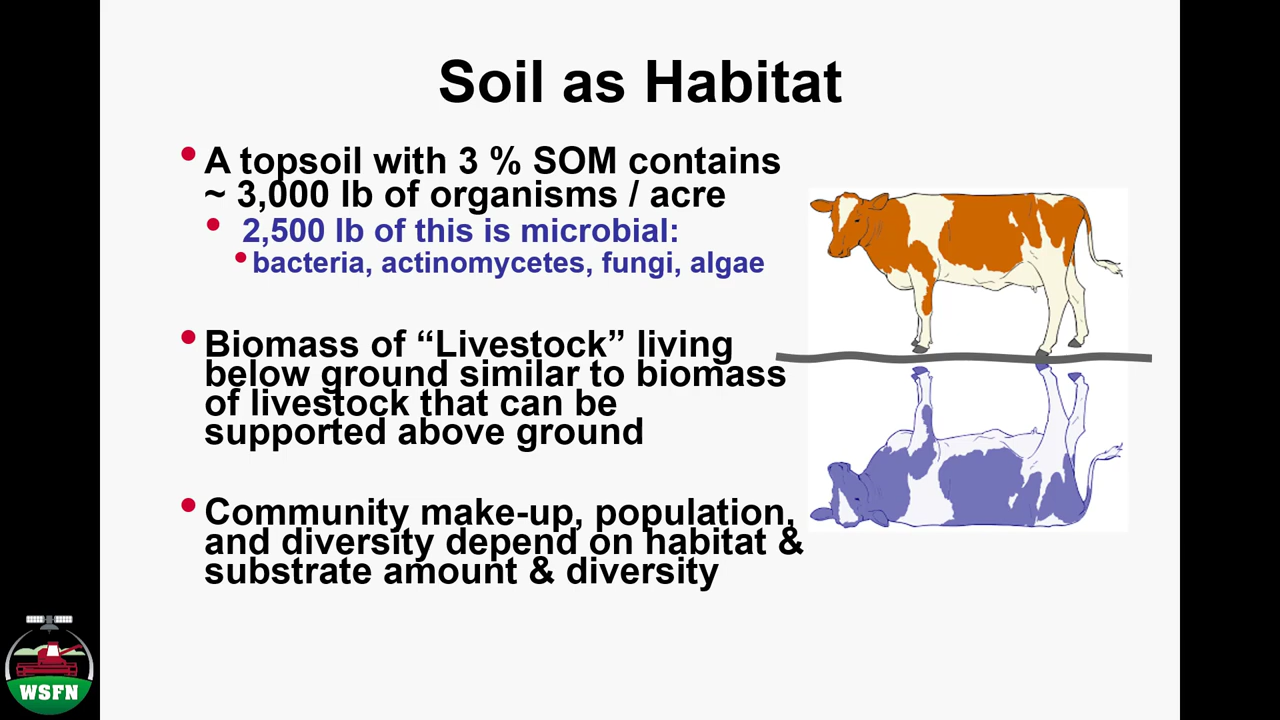 Soil as Habitat
• A topsoil with 3 % SOM contains
~ 3,000 lb of organisms / acre
• 2,500 lb of this is microbial:
• bacteria, actinomycetes, fungi, algae
• Biomass of “Livestock” living
below ground similar to biomass
of livestock that can be
supported above ground
• Community make-up, population,
and diversity depend on habitat &
substrate amount & diversity
WSFN